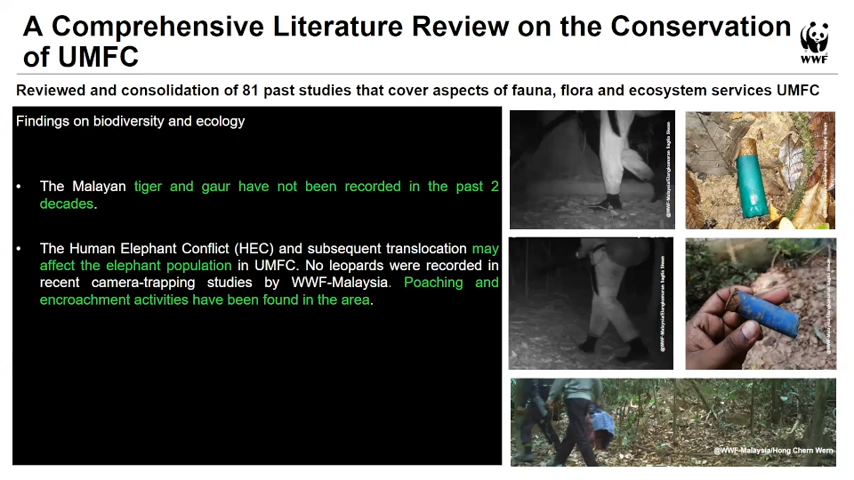 A Comprehensive Literature Review on the Conservation
of UMFC
WWF
Reviewed and consolidation of 81 past studies that cover aspects of fauna, flora and ecosystem services UMFC
Findings on biodiversity and ecology
• The Malayan tiger and gaur have not been recorded in the past 2
decades.
• The Human Elephant Conflict (HEC) and subsequent translocation may
affect the elephant population in UMFC. No leopards were recorded in
recent camera-trapping studies by WWF-Malaysia. Poaching and
encroachment activities have been found in the area.
@WWF-Malaysia/Hong Chern Wern